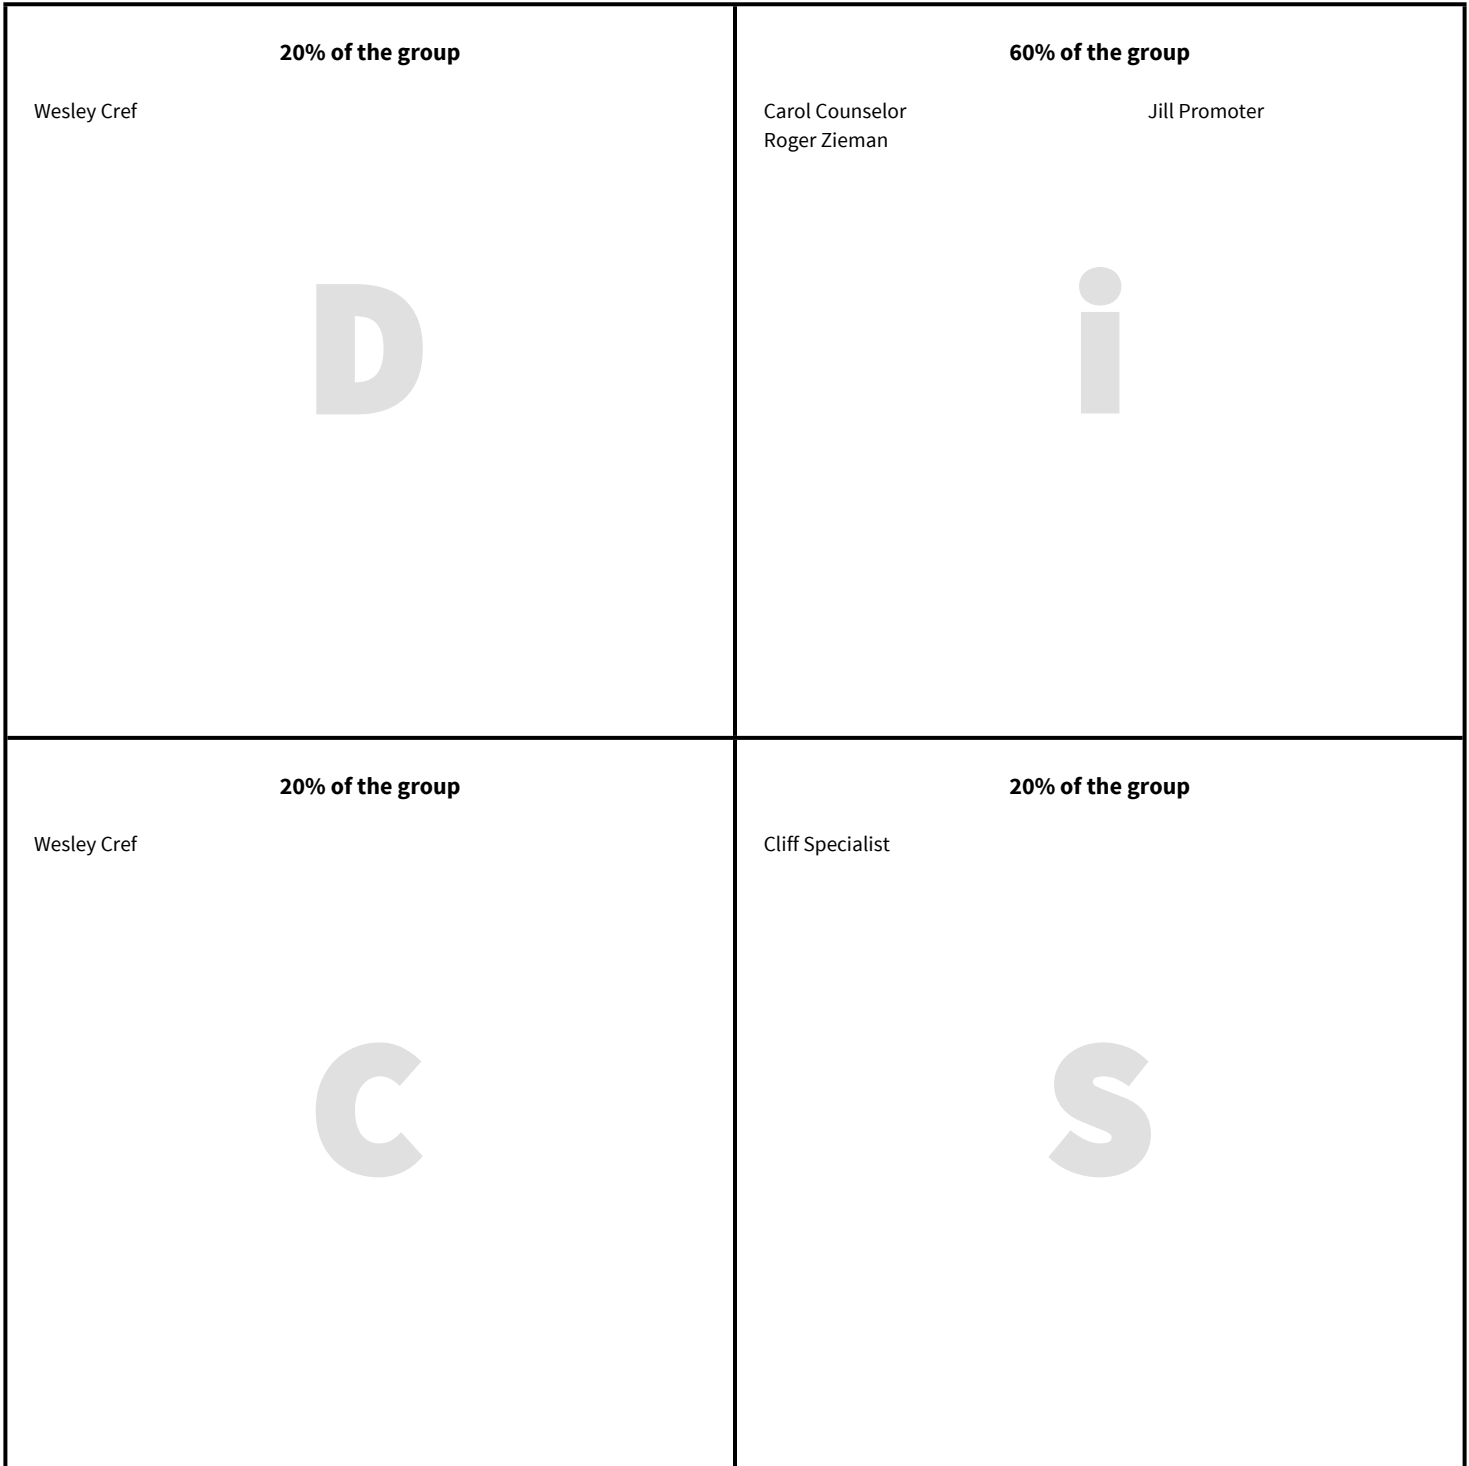 20% of the group
Wesley Cref
D
60% of the group
Carol Counselor
Jill Promoter
Roger Zieman
i
20% of the group
Wesley Cref
C
20% of the group
Cliff Specialist
S